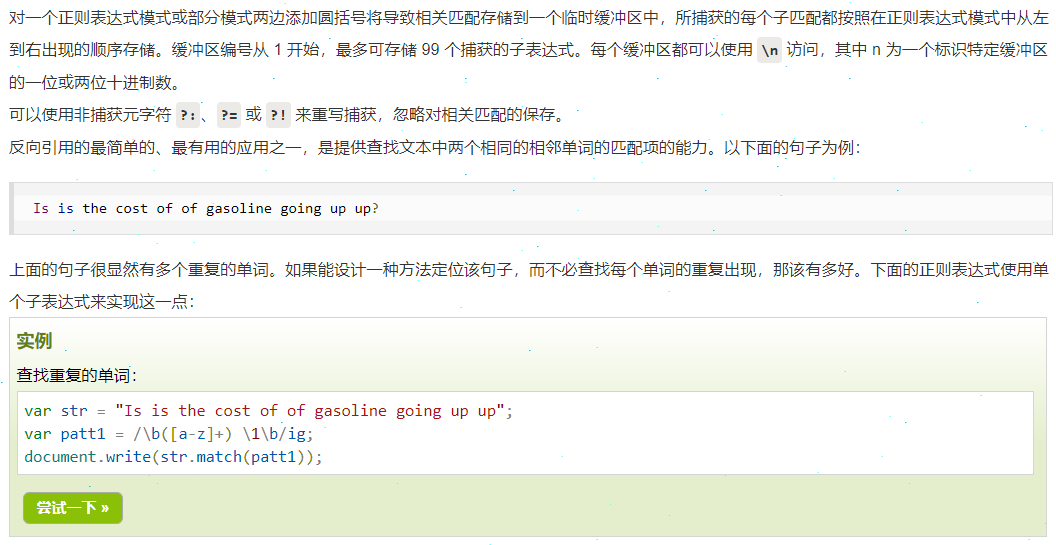 对一个正则表达式模式或部分模式两边添加圆括号将导致相关匹配存储到一个临时缓冲区中，所捕获的每个子匹配都按照在正则表达式模式中从左
到右出现的顺序存储。缓冲区编号从 1 开始，最多可存储 99 个捕获的子表达式。每个缓冲区都可以使用 \n 访问，其中 n 为一个标识特定缓冲区
的一位或两位十进制数。
可以使用非捕获元字符 ?:、?= 或 ?! 来重写捕获，忽略对相关匹配的保存。
反向引用的最简单的、最有用的应用之一，是提供查找文本中两个相同的相邻单词的匹配项的能力。以下面的句子为例：
Is is the cost of of gasoline going up up?
上面的句子很显然有多个重复的单词。如果能设计一种方法定位该句子，而不必查找每个单词的重复出现，那该有多好。下面的正则表达式使用单
个子表达式来实现这一点：
实例
查找重复的单词：
var str = "Is is the cost of of gasoline going up up";
var patt1 = /\b([a-z]+) \1\b/ig;
document.write(str.match(patt1));
尝试一下 »